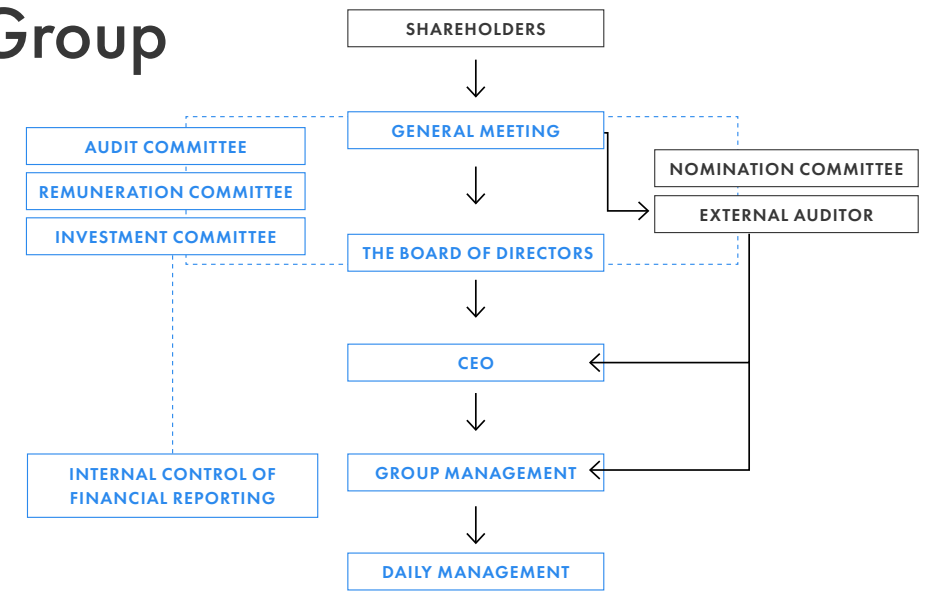 Group
SHAREHOLDERS
GENERAL MEETING
AUDIT COMMITTEE
REMUNERATION COMMITTEE
INVESTMENT COMMITTEE
NOMINATION COMMITTEE
EXTERNAL AUDITOR
THE BOARD OF DIRECTORS
CEO
INTERNAL CONTROL OF
FINANCIAL REPORTING
GROUP MANAGEMENT
DAILY MANAGEMENT